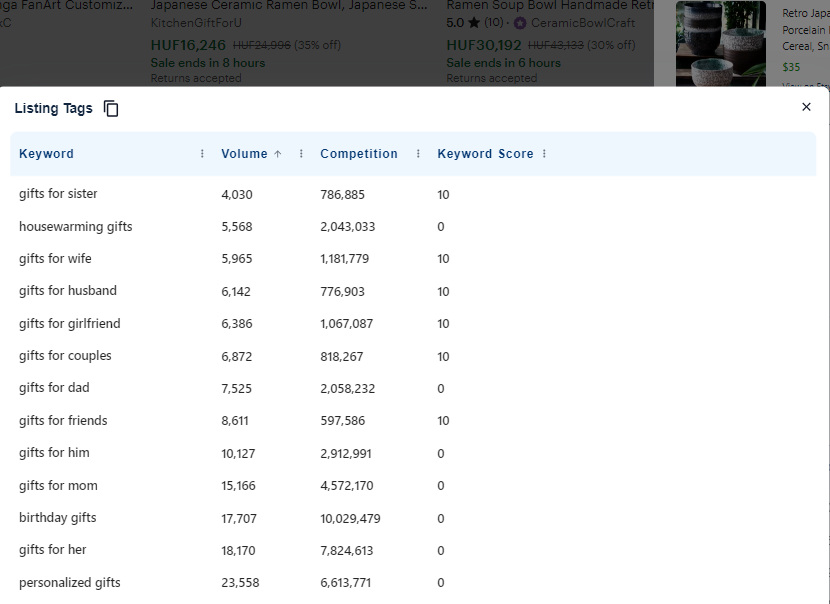 nga FanArt Customiz...
Japanese Ceramic Ramen Bowl, Japanese S...
Ramen Soup Bowl Handmade Retr
KitchenGiftForU
5.0 ★ (10) · CeramicBowlCraft
HUF16,246 HUF24,996 (35% off)
HUF30,192 HUF43,133 (30% off)
Sale ends in 8 hours
Sale ends in 6 hours
Returns accepted
Returns accepted
Retro Japa
Porcelain
Cereal, Sn
$35
Listing Tags
Keyword Volume ↑ Competition Keyword Score
gifts for sister 4,030 786,885 10
housewarming gifts 5,568 2,043,033 0
gifts for wife 5,965 1,181,779 10
gifts for husband 6,142 776,903 10
gifts for girlfriend 6,386 1,067,087 10
gifts for couples 6,872 818,267 10
gifts for dad 7,525 2,058,232 0
gifts for friends 8,611 597,586 10
gifts for him 10,127 2,912,991 0
gifts for mom 15,166 4,572,170 0
birthday gifts 17,707 10,029,479 0
gifts for her 18,170 7,824,613 0
personalized gifts 23,558 6,613,771 0